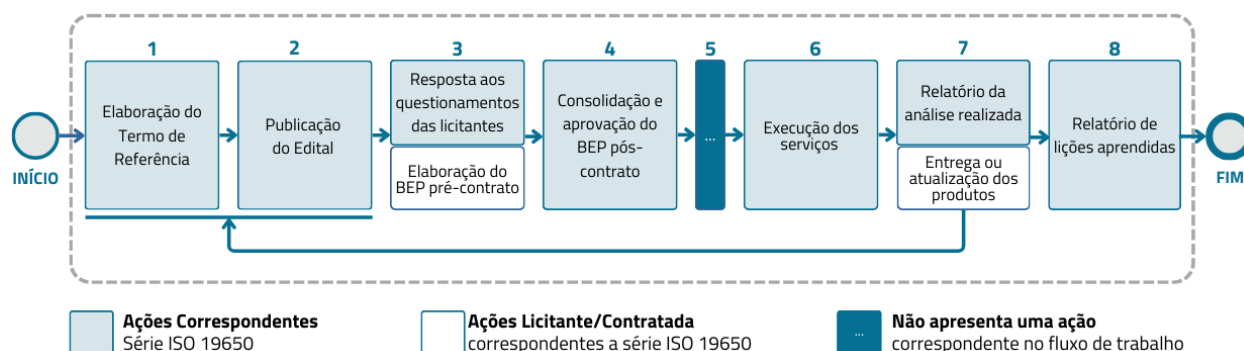 1
2
3
4
5
6
7
8
INÍCIO
Elaboração do
Termo de
Referência
Publicação
do Edital
Resposta aos
questionamentos
das licitantes
Elaboração do
BEP pré-contrato
Consolidação e
aprovação do
BEP pós-
contrato
...
Execução dos
serviços
Relatório da
análise realizada
Entrega ou
atualização dos
produtos
Relatório de
lições aprendidas
FIM
Ações Correspondentes
Série ISO 19650
Ações Licitante/Contratada
correspondentes a série ISO 19650
...
Não apresenta uma ação
correspondente no fluxo de trabalho